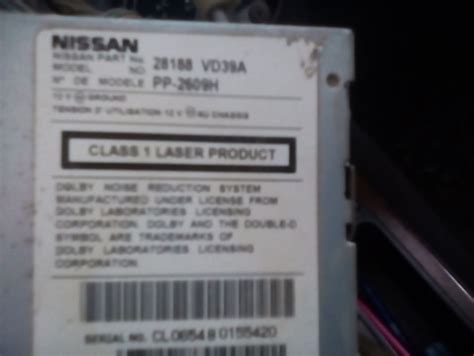 NISSAN
NISSAN PART No. 28188 VD39A
MODEL NO.
N° DE MODELE PP-2609H
12 V ⊖ GROUND
TENSION D' UTILISATION 12 V ⊖ AU CHASSIS
CLASS 1 LASER PRODUCT
DOLBY NOISE REDUCTION SYSTEM
MANUFACTURED UNDER LICENSE FROM
DOLBY LABORATORIES LICENSING
CORPORATION. DOLBY AND THE DOUBLE-D
SYMBOL ARE TRADEMARKS OF
DOLBY LABORATORIES LICENSING
CORPORATION.
SERIAL NO. CL06548 0155420